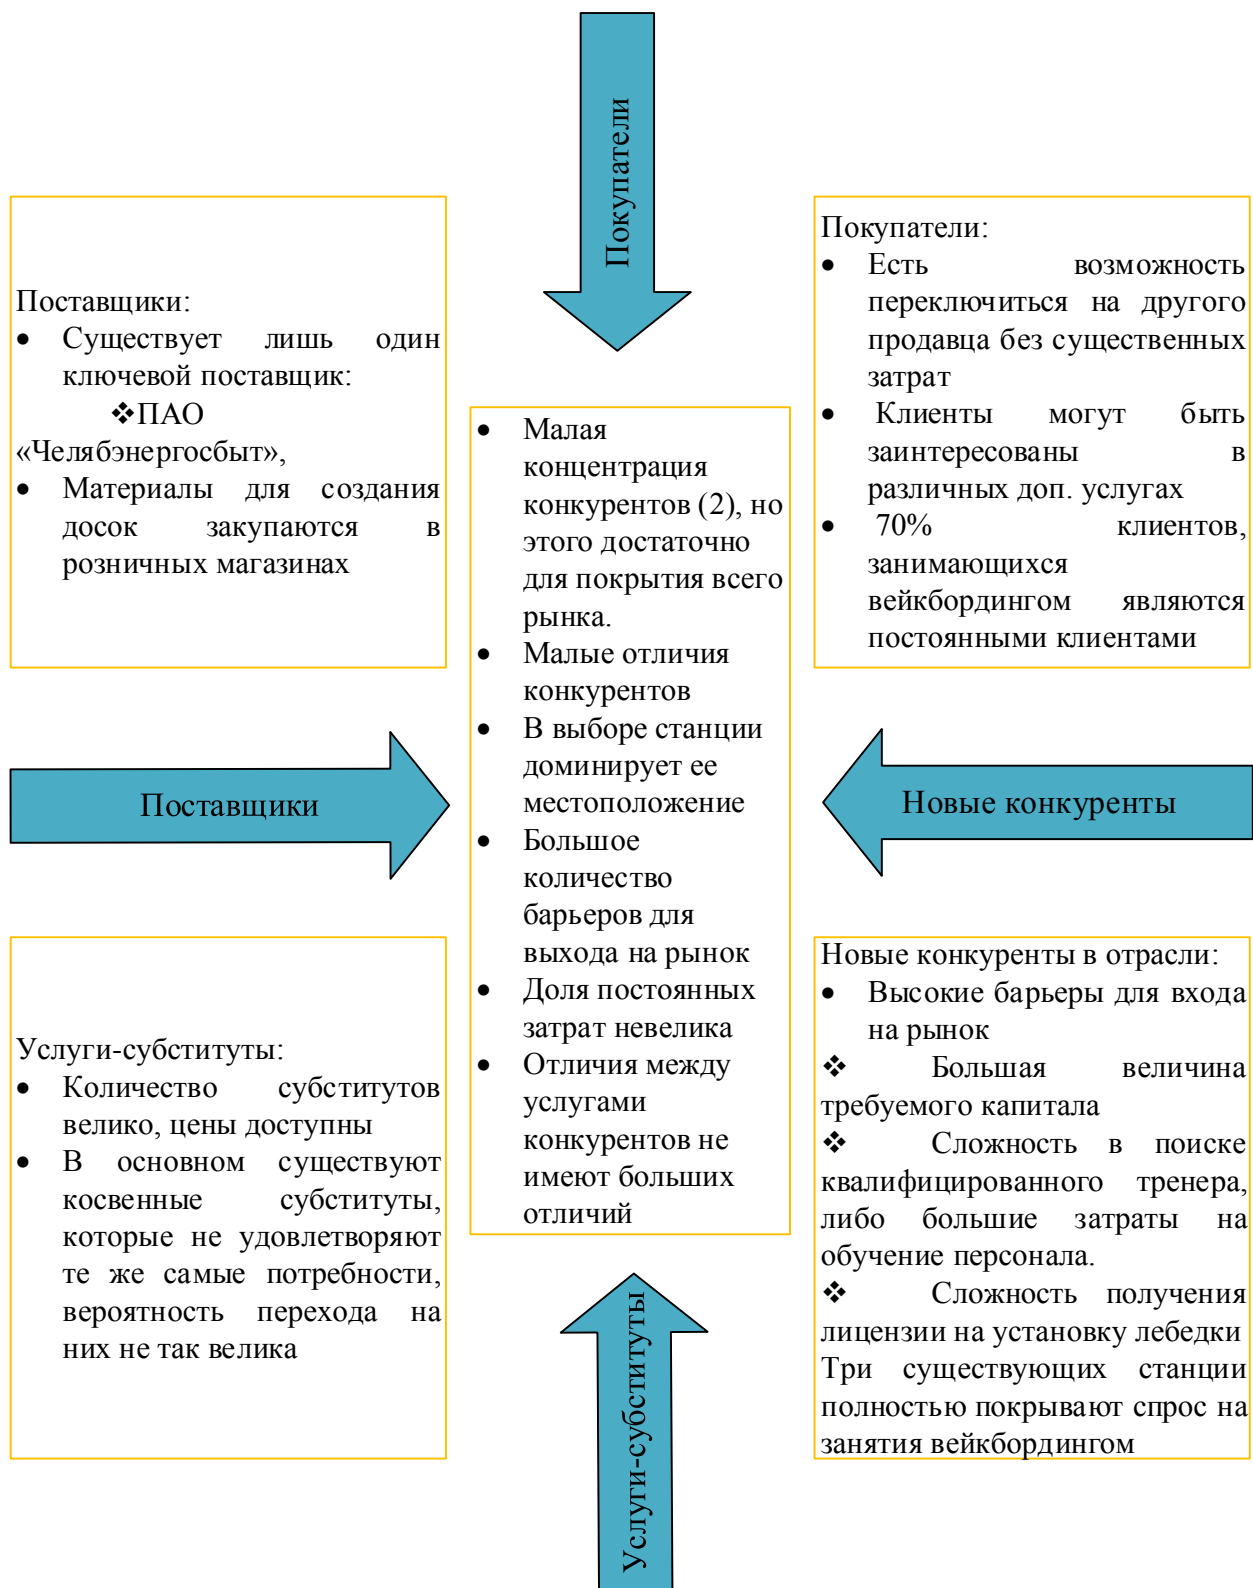 Покупатели
Поставщики:
• Существует лишь один
ключевой поставщик:
❖ПАО
«Челябэнергосбыт»,
• Материалы для создания
досок закупаются в
розничных магазинах
Покупатели:
• Есть возможность
переключиться на другого
продавца без существенных
затрат
• Клиенты могут быть
заинтересованы в
различных доп. услугах
• 70% клиентов,
занимающихся
вейкбордингом являются
постоянными клиентами
• Малая
концентрация
конкурентов (2), но
этого достаточно
для покрытия всего
рынка.
• Малые отличия
конкурентов
• В выборе станции
доминирует ее
местоположение
• Большое
количество
барьеров для
выхода на рынок
• Доля постоянных
затрат невелика
• Отличия между
услугами
конкурентов не
имеют больших
отличий
Поставщики
Новые конкуренты
Услуги-субституты:
• Количество субститутов
велико, цены доступны
• В основном существуют
косвенные субституты,
которые не удовлетворяют
те же самые потребности,
вероятность перехода на
них не так велика
Новые конкуренты в отрасли:
• Высокие барьеры для входа
на рынок
❖ Большая величина
требуемого капитала
❖ Сложность в поиске
квалифицированного тренера,
либо большие затраты на
обучение персонала.
❖ Сложность получения
лицензии на установку лебедки
Три существующих станции
полностью покрывают спрос на
занятия вейкбордингом
Услуги-субституты